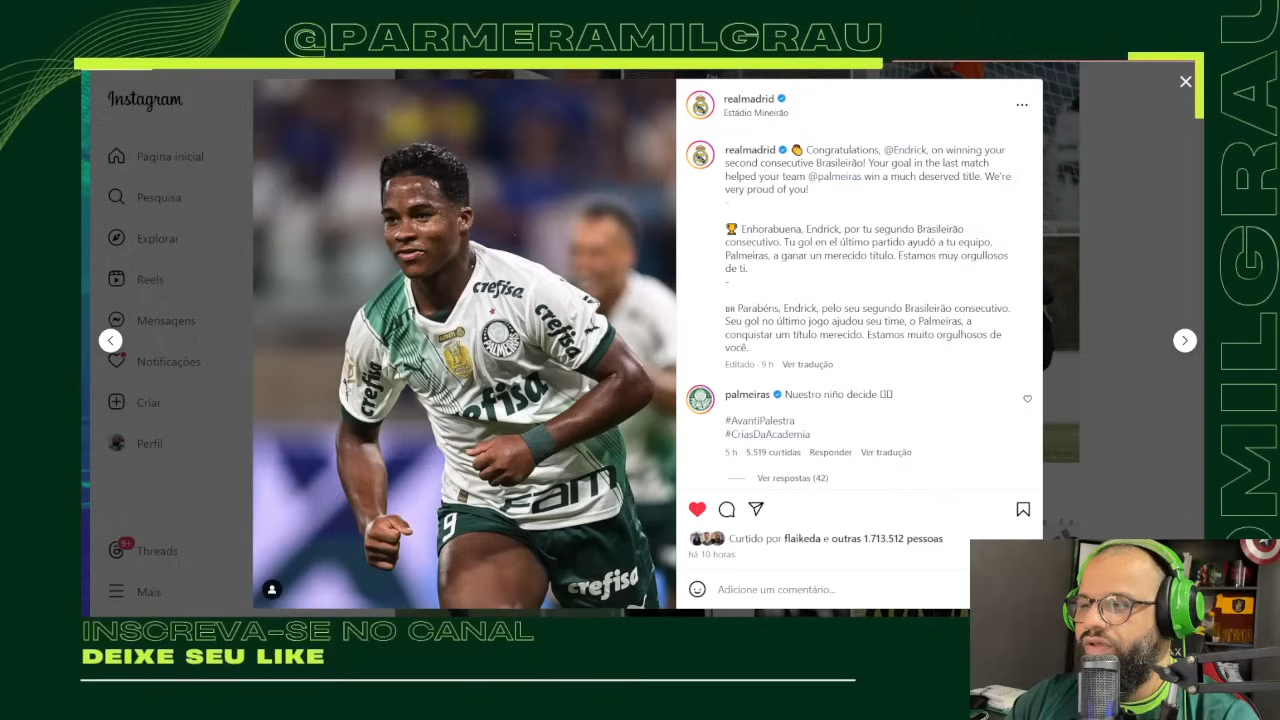 @PARMERAMILGRAU
Instagram
Página inicial
Pesquisa
Explorar
Reels
Mensagens
Notificações
Criar
Perfil
9+
Threads
Mais
crefisa
crefisa
crefisa
PALMEIRAS
efisa
Fam
9
crefisa
realmadrid
Estádio Mineirão
realmadrid 👏 Congratulations, @Endrick, on winning your
second consecutive Brasileirão! Your goal in the last match
helped your team @palmeiras win a much deserved title. We're
very proud of you!
-
🏆 Enhorabuena, Endrick, por tu segundo Brasileirão
consecutivo. Tu gol en el último partido ayudó a tu equipo,
Palmeiras, a ganar un merecido título. Estamos muy orgullosos
de ti.
-
BR Parabéns, Endrick, pelo seu segundo Brasileirão consecutivo.
Seu gol no último jogo ajudou seu time, o Palmeiras, a
conquistar um título merecido. Estamos muito orgulhosos de
você.
Editado · 9 h Ver tradução
palmeiras Nuestro niño decide
#AvantiPalestra
#CriasDaAcademia
5 h 5.519 curtidas Responder Ver tradução
Ver respostas (42)
Curtido por flaikeda e outras 1.713.512 pessoas
há 10 horas
Adicione um comentário...
INSCREVA-SE NO CANAL
DEIXE SEU LIKE